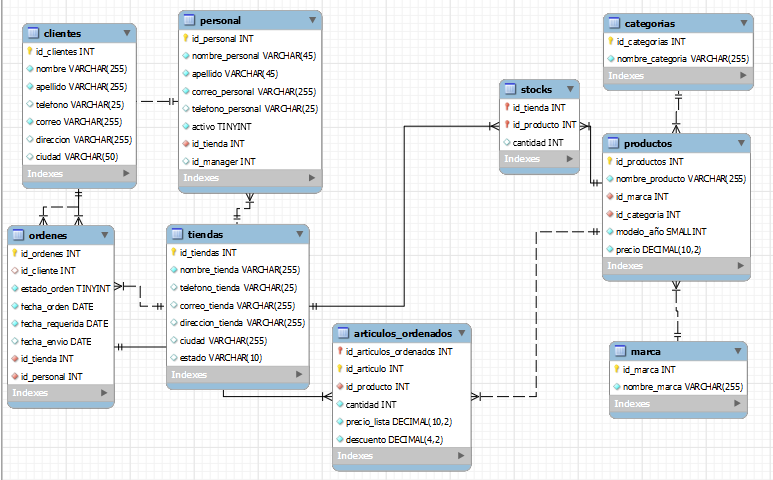 clientes
id_clientes INT
nombre VARCHAR(255)
apellido VARCHAR(255)
telefono VARCHAR(25)
correo VARCHAR(255)
direccion VARCHAR(255)
ciudad VARCHAR(50)
Indexes
personal
id_personal INT
nombre_personal VARCHAR(45)
apellido VARCHAR(45)
correo_personal VARCHAR(255)
telefono_personal VARCHAR(25)
activo TINYINT
id_tienda INT
id_manager INT
Indexes
stocks
id_tienda INT
id_producto INT
cantidad INT
Indexes
categorias
id_categorias INT
nombre_categoria VARCHAR(255)
Indexes
productos
id_productos INT
nombre_producto VARCHAR(255)
id_marca INT
id_categoria INT
modelo_año SMALLINT
precio DECIMAL(10,2)
Indexes
ordenes
id_ordenes INT
id_cliente INT
estado_orden TINYINT
fecha_orden DATE
fecha_requerida DATE
fecha_envio DATE
id_tienda INT
id_personal INT
Indexes
tiendas
id_tiendas INT
nombre_tienda VARCHAR(255)
telefono_tienda VARCHAR(25)
correo_tienda VARCHAR(255)
direccion_tienda VARCHAR(255)
ciudad VARCHAR(255)
estado VARCHAR(10)
Indexes
articulos_ordenados
id_articulos_ordenados INT
id_articulo INT
id_producto INT
cantidad INT
precio_lista DECIMAL(10,2)
descuento DECIMAL(4,2)
Indexes
marca
id_marca INT
nombre_marca VARCHAR(255)
Indexes